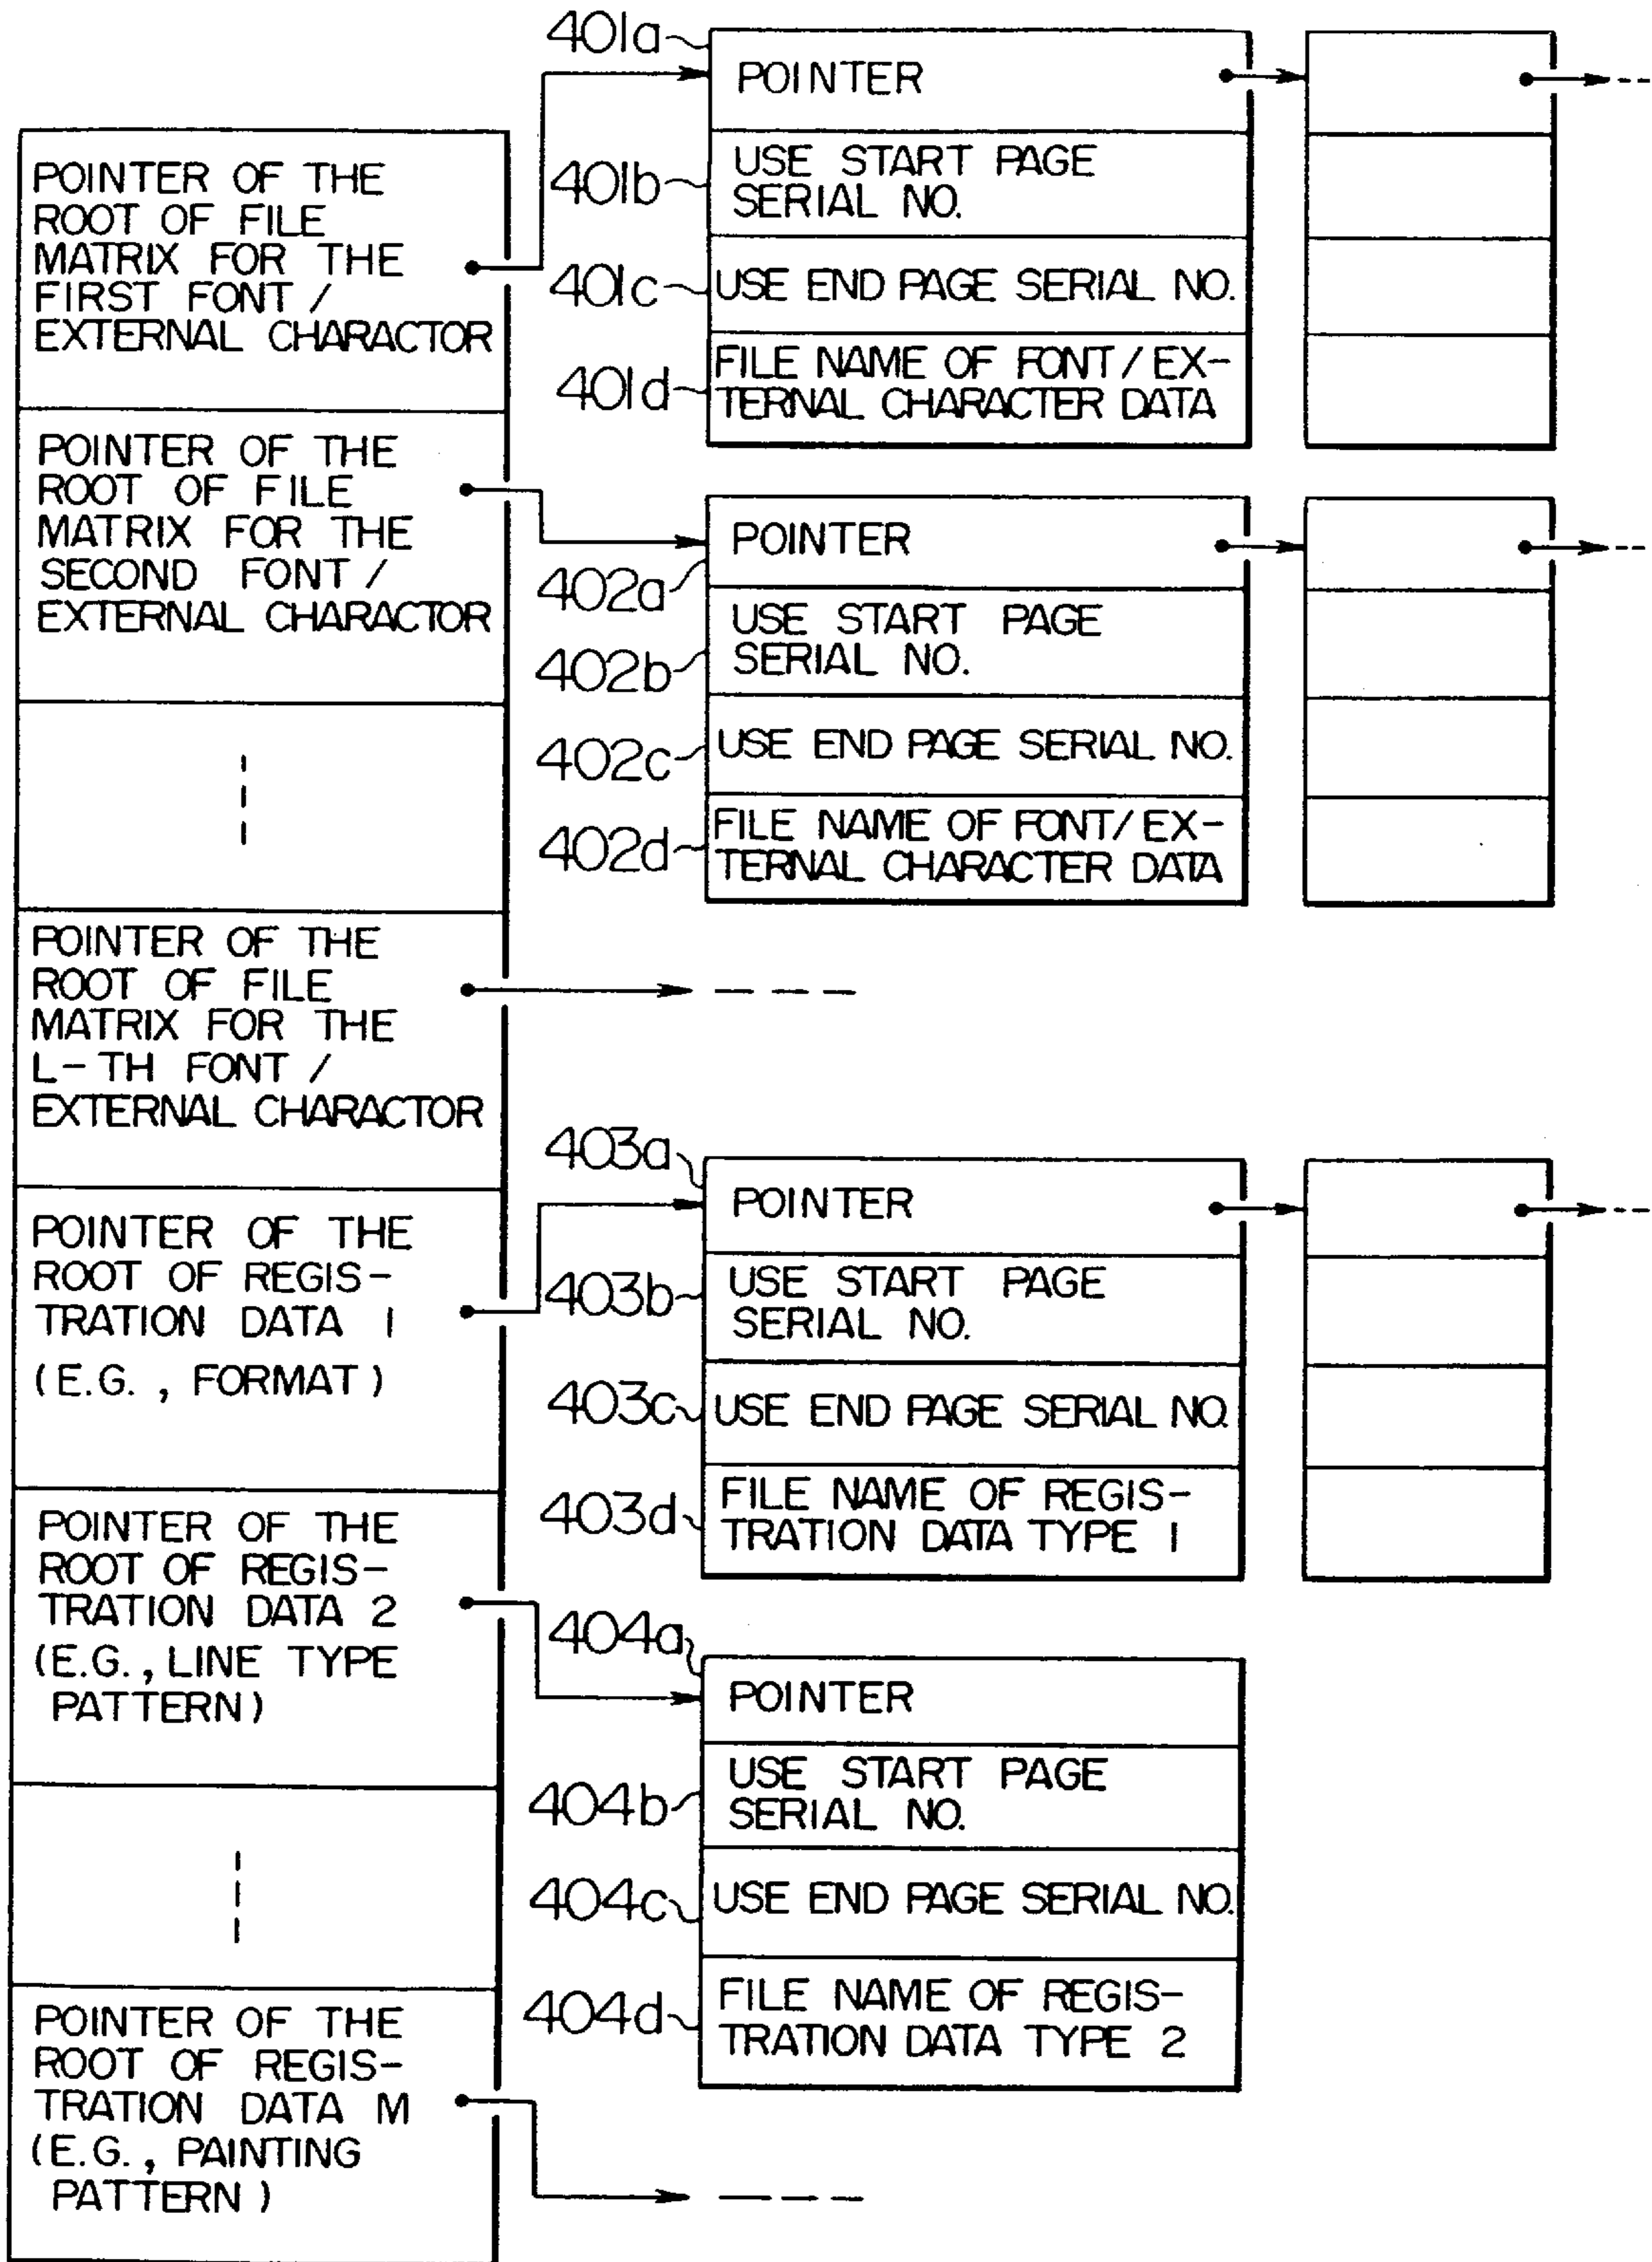 POINTER OF THE
ROOT OF FILE
MATRIX FOR THE
FIRST FONT /
EXTERNAL CHARACTOR
POINTER OF THE
ROOT OF FILE
MATRIX FOR THE
SECOND FONT /
EXTERNAL CHARACTOR
POINTER OF THE
ROOT OF FILE
MATRIX FOR THE
L-TH FONT /
EXTERNAL CHARACTOR
POINTER OF THE
ROOT OF REGIS-
TRATION DATA 1
(E.G., FORMAT)
POINTER OF THE
ROOT OF REGIS-
TRATION DATA 2
(E.G., LINE TYPE
PATTERN)
POINTER OF THE
ROOT OF REGIS-
TRATION DATA M
(E.G., PAINTING
PATTERN)
401a
POINTER
401b
USE START PAGE
SERIAL NO.
401c
USE END PAGE SERIAL NO.
401d
FILE NAME OF FONT/EX-
TERNAL CHARACTER DATA
402a
POINTER
402b
USE START PAGE
SERIAL NO.
402c
USE END PAGE SERIAL NO.
402d
FILE NAME OF FONT/EX-
TERNAL CHARACTER DATA
403a
POINTER
403b
USE START PAGE
SERIAL NO.
403c
USE END PAGE SERIAL NO.
403d
FILE NAME OF REGIS-
TRATION DATA TYPE 1
404a
POINTER
404b
USE START PAGE
SERIAL NO.
404c
USE END PAGE SERIAL NO.
404d
FILE NAME OF REGIS-
TRATION DATA TYPE 2